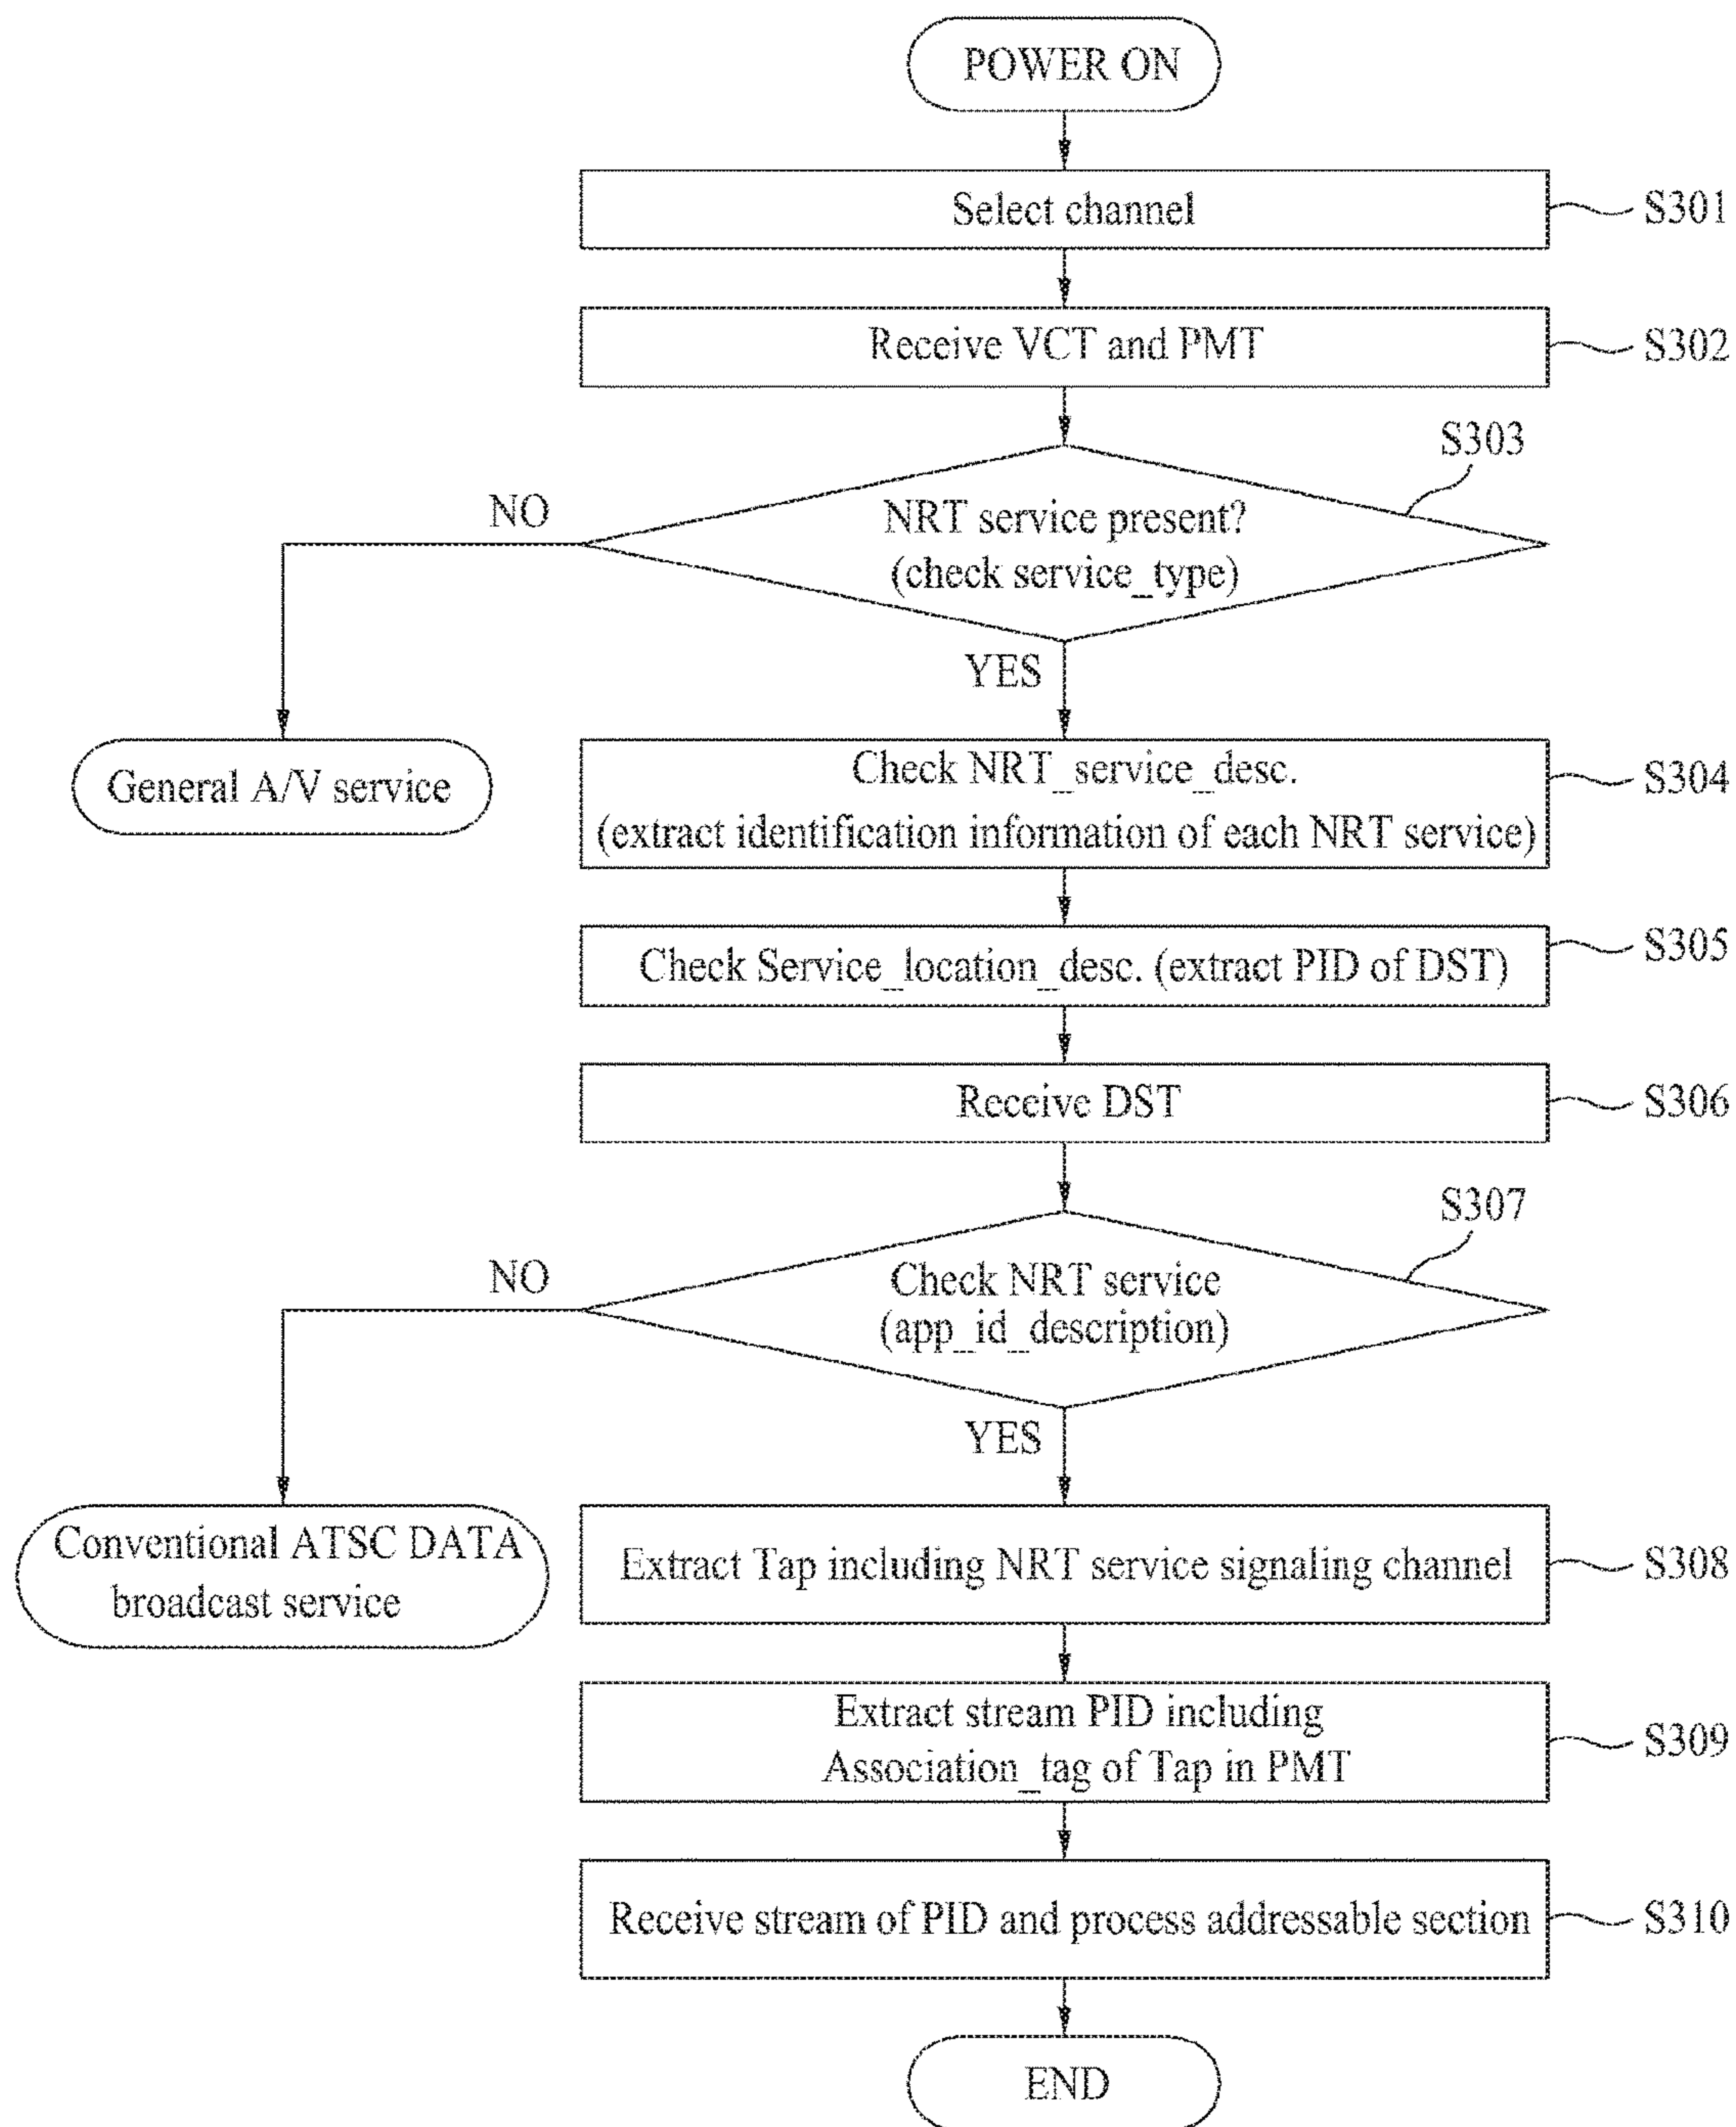 POWER ON
Select channel
S301
Receive VCT and PMT
S302
S303
NO
NRT service present?
(check service_type)
YES
General A/V service
Check NRT_service_desc.
(extract identification information of each NRT service)
S304
Check Service_location_desc. (extract PID of DST)
S305
Receive DST
S306
S307
NO
Check NRT service
(app_id_description)
YES
Conventional ATSC DATA
broadcast service
Extract Tap including NRT service signaling channel
S308
Extract stream PID including
Association_tag of Tap in PMT
S309
Receive stream of PID and process addressable section
S310
END